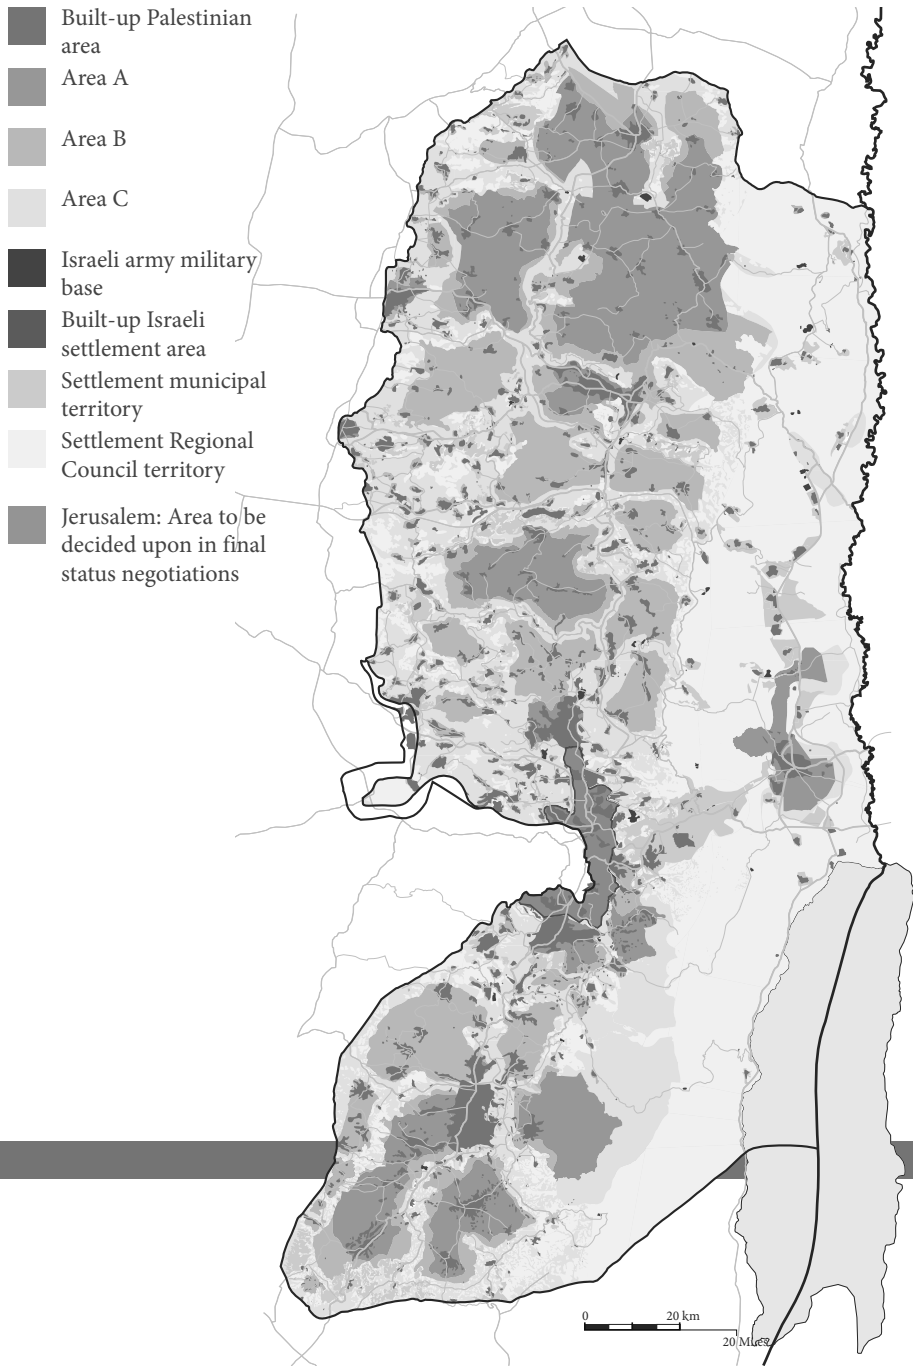 Built-up Palestinian
area
Area A
Area B
Area C
Israeli army military
base
Built-up Israeli
settlement area
Settlement municipal
territory
Settlement Regional
Council territory
Jerusalem: Area to be
decided upon in final
status negotiations
0 20 km
20 Miles